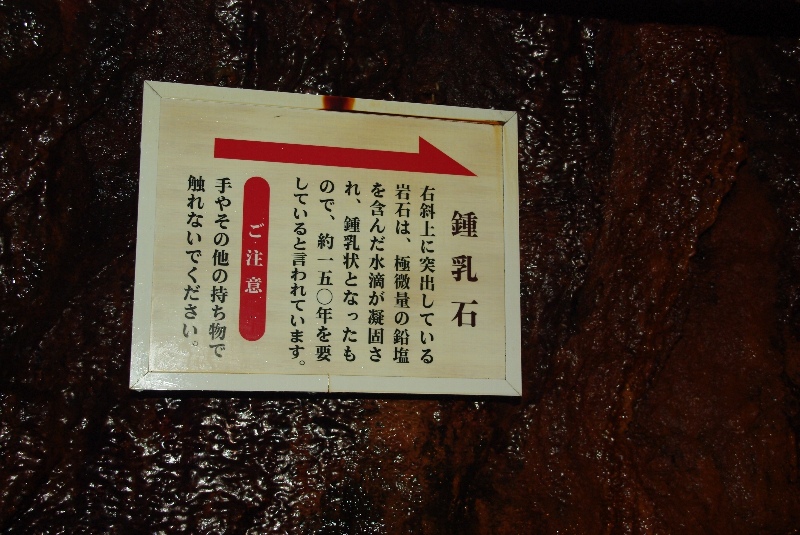 鍾乳石
右斜上に突出している
岩石は、極微量の鉛塩
を含んだ水滴が凝固さ
れ、鍾乳状となったも
ので、約一五〇年を要
していると言われています。
ご注意
手やその他の持ち物で
触れないでください。